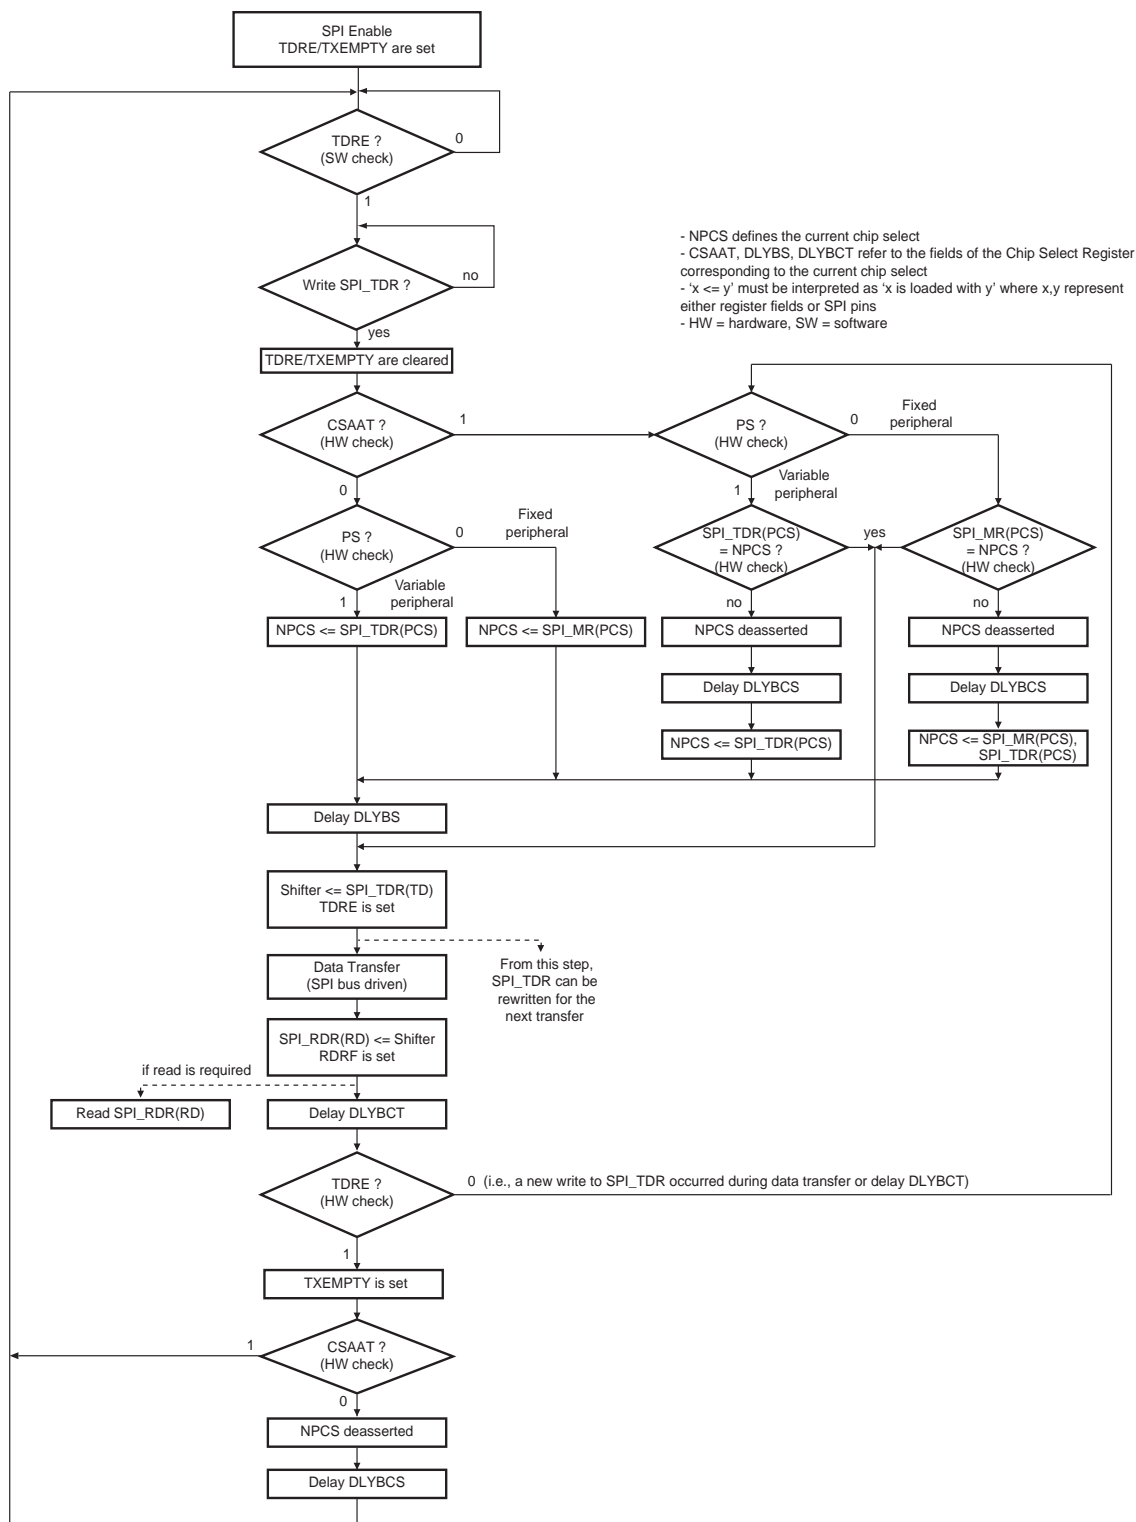 SPI Enable
TDRE/TXEMPTY are set
TDRE ?
(SW check)
0
1
Write SPI_TDR ?
no
yes
- NPCS defines the current chip select
- CSAAT, DLYBS, DLYBCT refer to the fields of the Chip Select Register
corresponding to the current chip select
- ‘x <= y’ must be interpreted as ‘x is loaded with y’ where x,y represent
either register fields or SPI pins
- HW = hardware, SW = software
TDRE/TXEMPTY are cleared
CSAAT ?
(HW check)
1
0
PS ?
(HW check)
0
Fixed
peripheral
1
Variable
peripheral
PS ?
(HW check)
0
Fixed
peripheral
1
Variable
peripheral
SPI_TDR(PCS)
= NPCS ?
(HW check)
yes
SPI_MR(PCS)
= NPCS ?
(HW check)
no
no
NPCS <= SPI_TDR(PCS)
NPCS <= SPI_MR(PCS)
NPCS deasserted
NPCS deasserted
Delay DLYBCS
Delay DLYBCS
NPCS <= SPI_TDR(PCS)
NPCS <= SPI_MR(PCS),
SPI_TDR(PCS)
Delay DLYBS
Shifter <= SPI_TDR(TD)
TDRE is set
Data Transfer
(SPI bus driven)
From this step,
SPI_TDR can be
rewritten for the
next transfer
SPI_RDR(RD) <= Shifter
RDRF is set
if read is required
Read SPI_RDR(RD)
Delay DLYBCT
TDRE ?
(HW check)
0 (i.e., a new write to SPI_TDR occurred during data transfer or delay DLYBCT)
1
TXEMPTY is set
CSAAT ?
(HW check)
1
0
NPCS deasserted
Delay DLYBCS